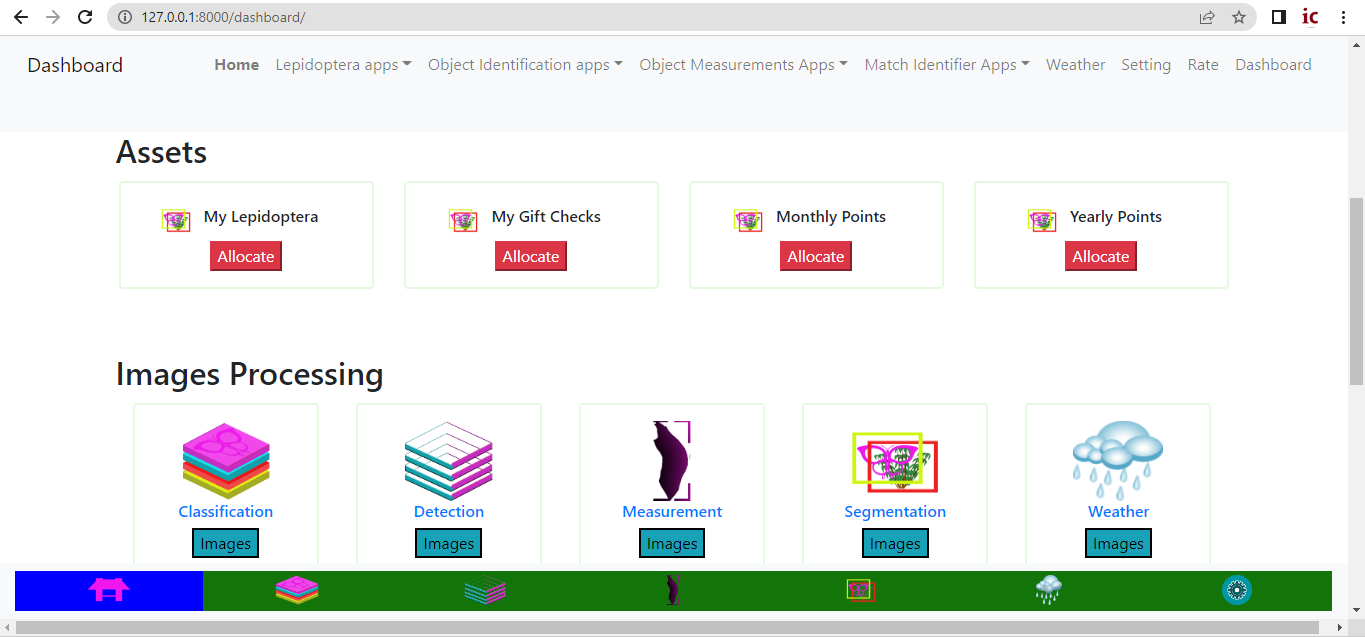 127.0.0.1:8000/dashboard/
ic
Dashboard Home Lepidoptera apps Object Identification apps Object Measurements Apps Match Identifier Apps Weather Setting Rate Dashboard
Assets
My Lepidoptera My Gift Checks Monthly Points Yearly Points
Allocate Allocate Allocate Allocate
Images Processing
Classification Detection Measurement Segmentation Weather
Images Images Images Images Images